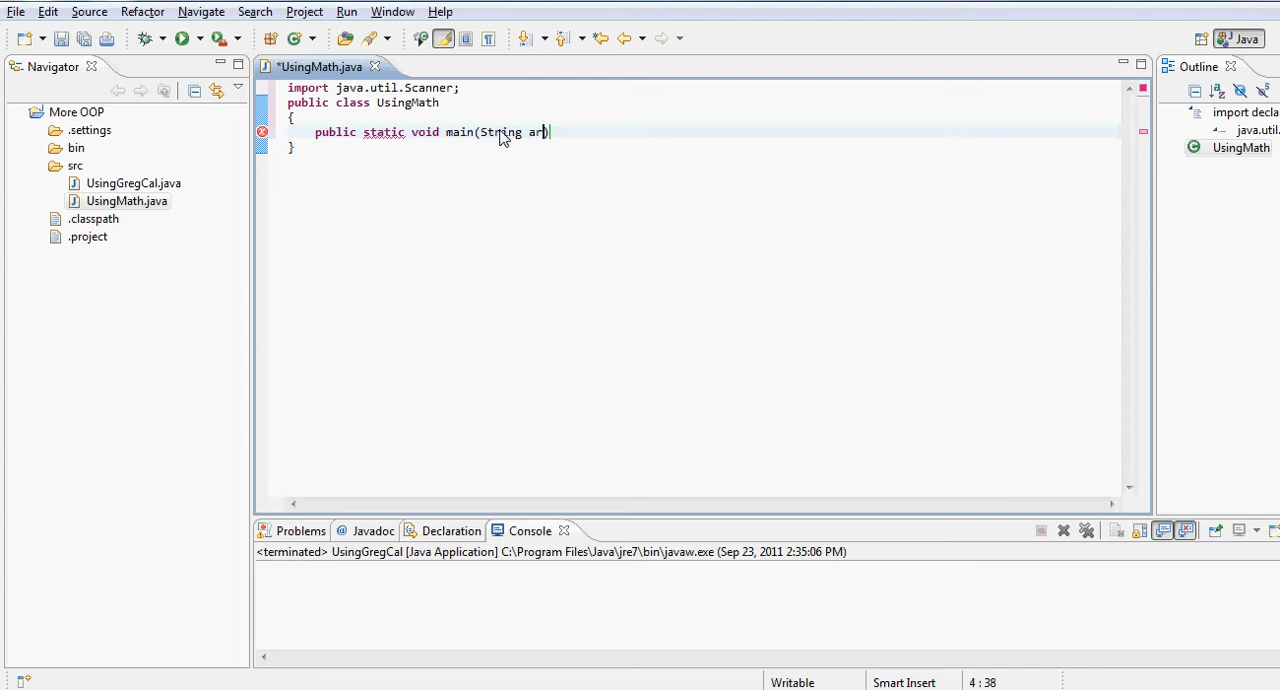 File Edit Source Refactor Navigate Search Project Run Window Help
Java
Navigator
*UsingMath.java
Outline
More OOP
.settings
bin
src
UsingGregCal.java
UsingMath.java
.classpath
.project
import java.util.Scanner;
public class UsingMath
{
public static void main(String ar)
}
import decla
java.util.
UsingMath
Problems @ Javadoc Declaration Console
<terminated> UsingGregCal [Java Application] C:\Program Files\Java\jre7\bin\javaw.exe (Sep 23, 2011 2:35:06 PM)
Writable Smart Insert 4 : 38